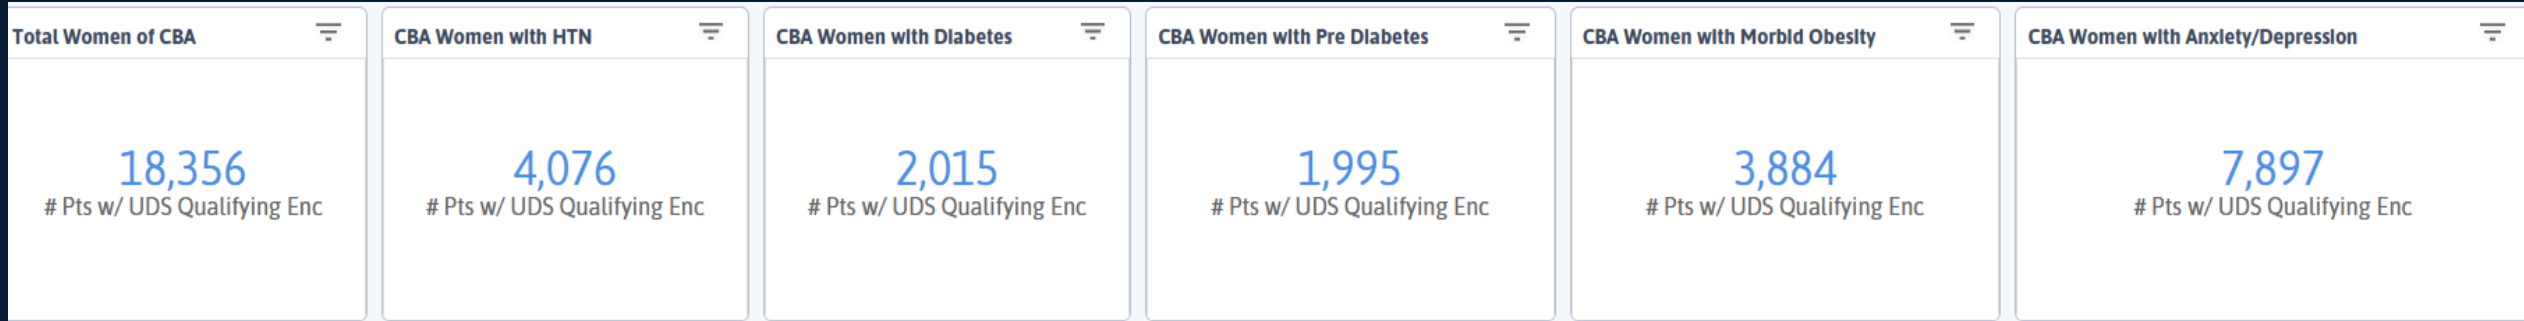 Total Women of CBA
18,356
# Pts w/ UDS Qualifying Enc
CBA Women with HTN
4,076
# Pts w/ UDS Qualifying Enc
CBA Women with Diabetes
2,015
# Pts w/ UDS Qualifying Enc
CBA Women with Pre Diabetes
1,995
# Pts w/ UDS Qualifying Enc
CBA Women with Morbid Obesity
3,884
# Pts w/ UDS Qualifying Enc
CBA Women with Anxiety/Depression
7,897
# Pts w/ UDS Qualifying Enc